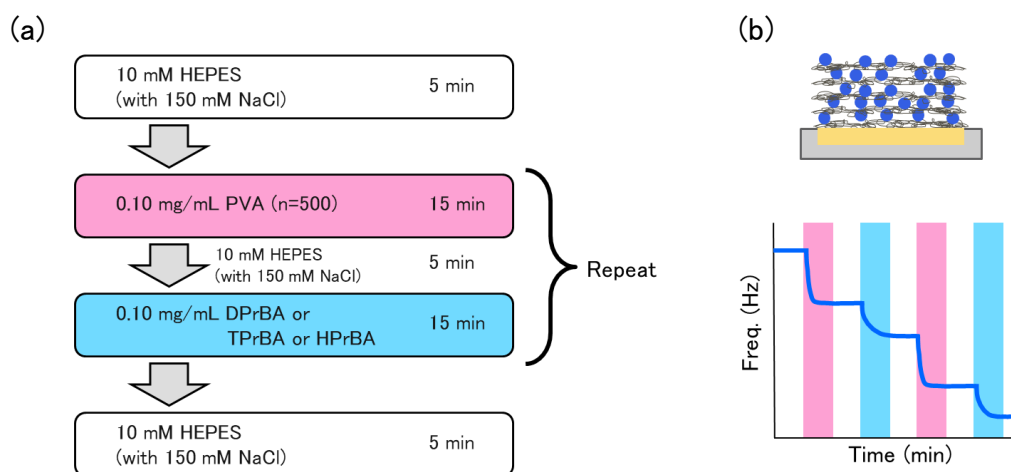 (a)
10 mM HEPES
(with 150 mM NaCl)
5 min
0.10 mg/mL PVA (n=500)
15 min
10 mM HEPES
(with 150 mM NaCl)
5 min
Repeat
0.10 mg/mL DPrBA or
TPrBA or HPrBA
15 min
10 mM HEPES
(with 150 mM NaCl)
5 min
(b)
Freq. (Hz)
Time (min)